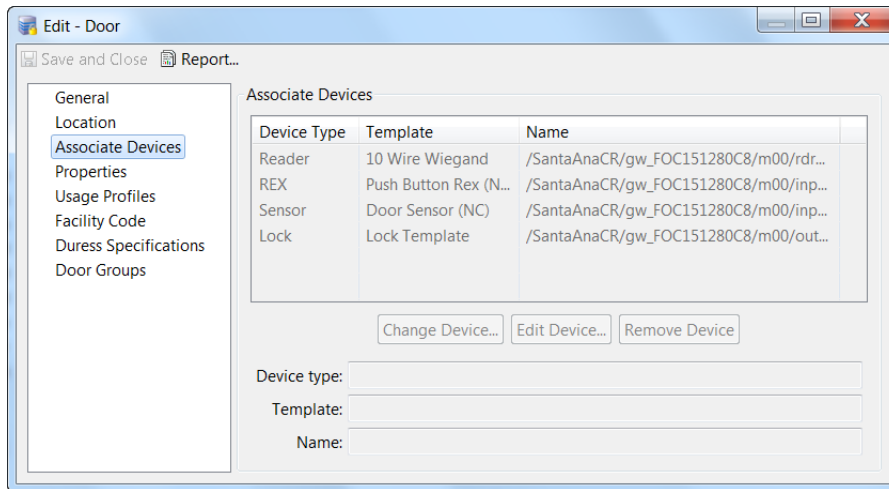 Edit - Door
Save and Close Report...
General
Location
Associate Devices
Properties
Usage Profiles
Facility Code
Duress Specifications
Door Groups
Associate Devices
Device Type Template Name
Reader 10 Wire Wiegand /SantaAnaCR/gw_FOC151280C8/m00/rdr...
REX Push Button Rex (N... /SantaAnaCR/gw_FOC151280C8/m00/inp...
Sensor Door Sensor (NC) /SantaAnaCR/gw_FOC151280C8/m00/inp...
Lock Lock Template /SantaAnaCR/gw_FOC151280C8/m00/out...
Change Device... Edit Device... Remove Device
Device type:
Template:
Name: